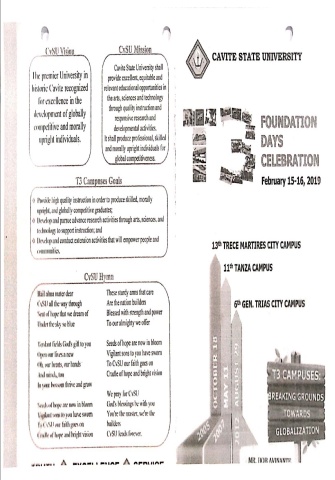 CvSU Vision
The premier University in
historic Cavite recognized
for excellence in the
development of globally
competitive and morally
upright individuals.
CvSU Mission
Cavite State University shall
provide excellent, equitable and
relevant educational opportunities in
the arts, sciences and technology
through quality instruction and
responsive research and
developmental activities.
It shall produce professional, skilled
and morally upright individuals for
global competitiveness.
T3 Campuses Goals
Provide high quality instruction in order to produce skilled, morally
upright, and globally competitive graduates;
Develop and pursue advance research activities through arts, sciences, and
technology to support instruction; and
Develop and conduct extension activities that will empower people and
communities.
CvSU Hymn
Hail alma mater dear
CvSU all the way through
Seat of hope that we dream of
Under the sky so blue
Verdant fields God's gift to you
Open our lives anew
Oh, our hearts, our hands
And minds, too
In your bosom thrive and grow
Seeds of hope are now in bloom
Vigilant sons to you have sworn
To CvSU our faith goes on
Cradle of hope and bright vision
These sturdy arms that care
Are the nation builders
Blessed with strength and power
To our almighty we offer
Seeds of hope are now in bloom
Vigilant sons to you have sworn
To CvSU our faith goes on
Cradle of hope and bright vision
We pray for CvSU
God's blessings be with you
You're the master, we're the
builders
CvSU leads forever.
TRUTH EXCELLENCE SERVICE
CAVITE STATE UNIVERSITY
T3
FOUNDATION
DAYS
CELEBRATION
February 15-16, 2019
13th TRECE MARTIRES CITY CAMPUS
11th TANZA CAMPUS
6th GEN. TRIAS CITY CAMPUS
OCTOBER 18
2005
MAY 11
2007
AUGUST 29
2012
T3 CAMPUSES:
BREAKING GROUNDS
TOWARDS
GLOBALIZATION